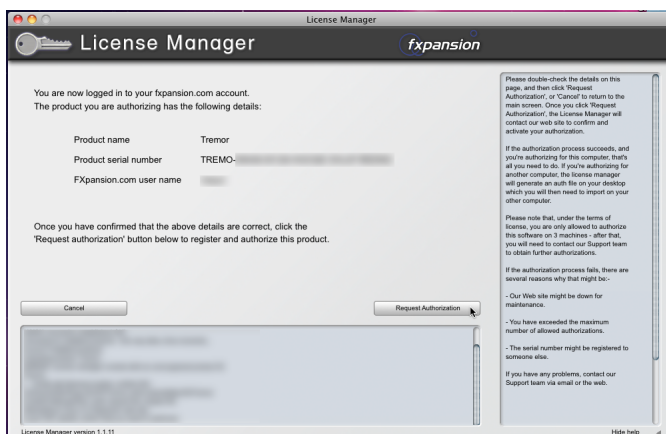 License Manager
License Manager
fxpansion
You are now logged in to your fxpansion.com account.
The product you are authorizing has the following details:
Product name Tremor
Product serial number TREMO-
FXpansion.com user name
Once you have confirmed that the above details are correct, click the
'Request authorization' button below to register and authorize this product.
Cancel
Request Authorization
License Manager version 1.1.11
Please double-check the details on this
page, and then click 'Request
Authorization', or 'Cancel' to return to the
main screen. Once you click 'Request
Authorization', the License Manager will
contact our web site to confirm and
activate your authorization.
If the authorization process succeeds, and
you're authorizing for this computer, that's
all you need to do. If you're authorizing for
another computer, the license manager
will generate an auth file on your desktop
which you will then need to import on your
other computer.
Please note that, under the terms of
license, you are only allowed to authorize
this software on 3 machines - after that,
you will need to contact our Support team
to obtain further authorizations.
If the authorization process fails, there are
several reasons why that might be:-
- Our Web site might be down for
maintenance.
- You have exceeded the maximum
number of allowed authorizations.
- The serial number might be registered to
someone else.
If you have any problems, contact our
Support team via email or the web.
Hide help